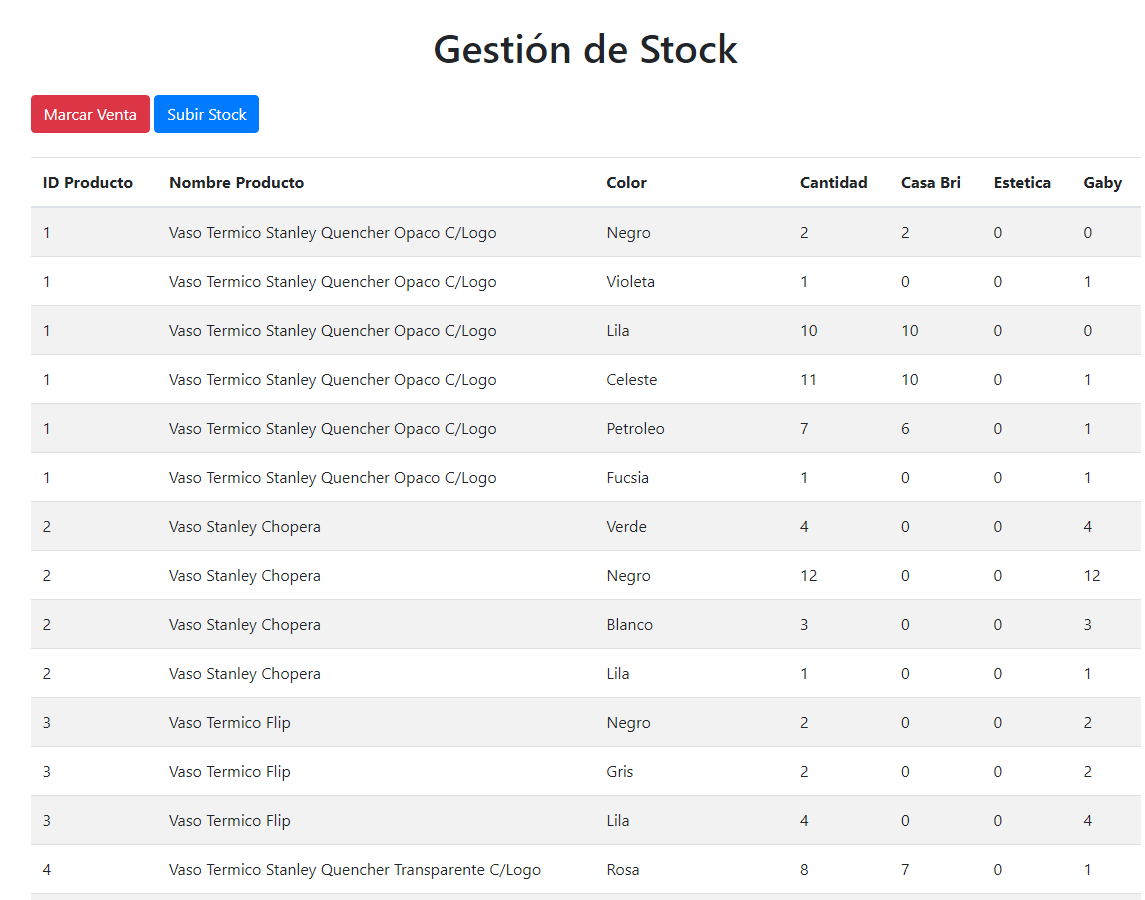 Gestión de Stock
Marcar Venta Subir Stock
ID Producto Nombre Producto Color Cantidad Casa Bri Estetica Gaby
1 Vaso Termico Stanley Quencher Opaco C/Logo Negro 2 2 0 0
1 Vaso Termico Stanley Quencher Opaco C/Logo Violeta 1 0 0 1
1 Vaso Termico Stanley Quencher Opaco C/Logo Lila 10 10 0 0
1 Vaso Termico Stanley Quencher Opaco C/Logo Celeste 11 10 0 1
1 Vaso Termico Stanley Quencher Opaco C/Logo Petroleo 7 6 0 1
1 Vaso Termico Stanley Quencher Opaco C/Logo Fucsia 1 0 0 1
2 Vaso Stanley Chopera Verde 4 0 0 4
2 Vaso Stanley Chopera Negro 12 0 0 12
2 Vaso Stanley Chopera Blanco 3 0 0 3
2 Vaso Stanley Chopera Lila 1 0 0 1
3 Vaso Termico Flip Negro 2 0 0 2
3 Vaso Termico Flip Gris 2 0 0 2
3 Vaso Termico Flip Lila 4 0 0 4
4 Vaso Termico Stanley Quencher Transparente C/Logo Rosa 8 7 0 1